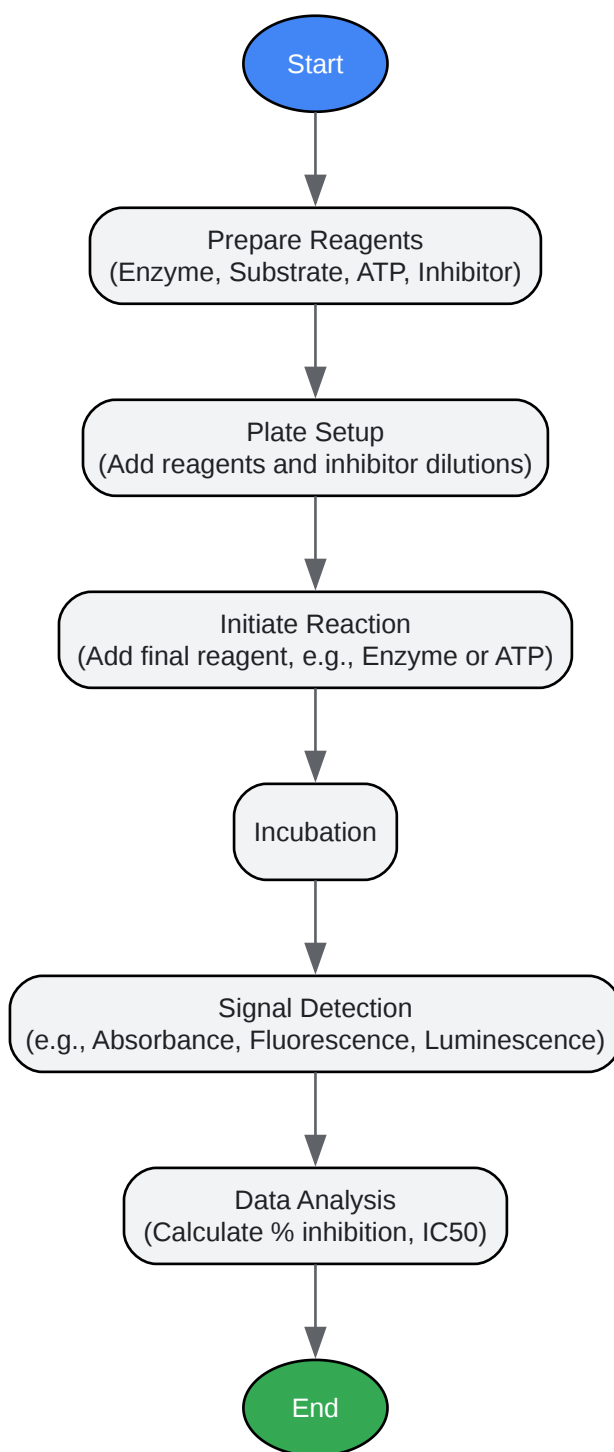 Start
Prepare Reagents
(Enzyme, Substrate, ATP, Inhibitor)
Plate Setup
(Add reagents and inhibitor dilutions)
Initiate Reaction
(Add final reagent, e.g., Enzyme or ATP)
Incubation
Signal Detection
(e.g., Absorbance, Fluorescence, Luminescence)
Data Analysis
(Calculate % inhibition, IC50)
End